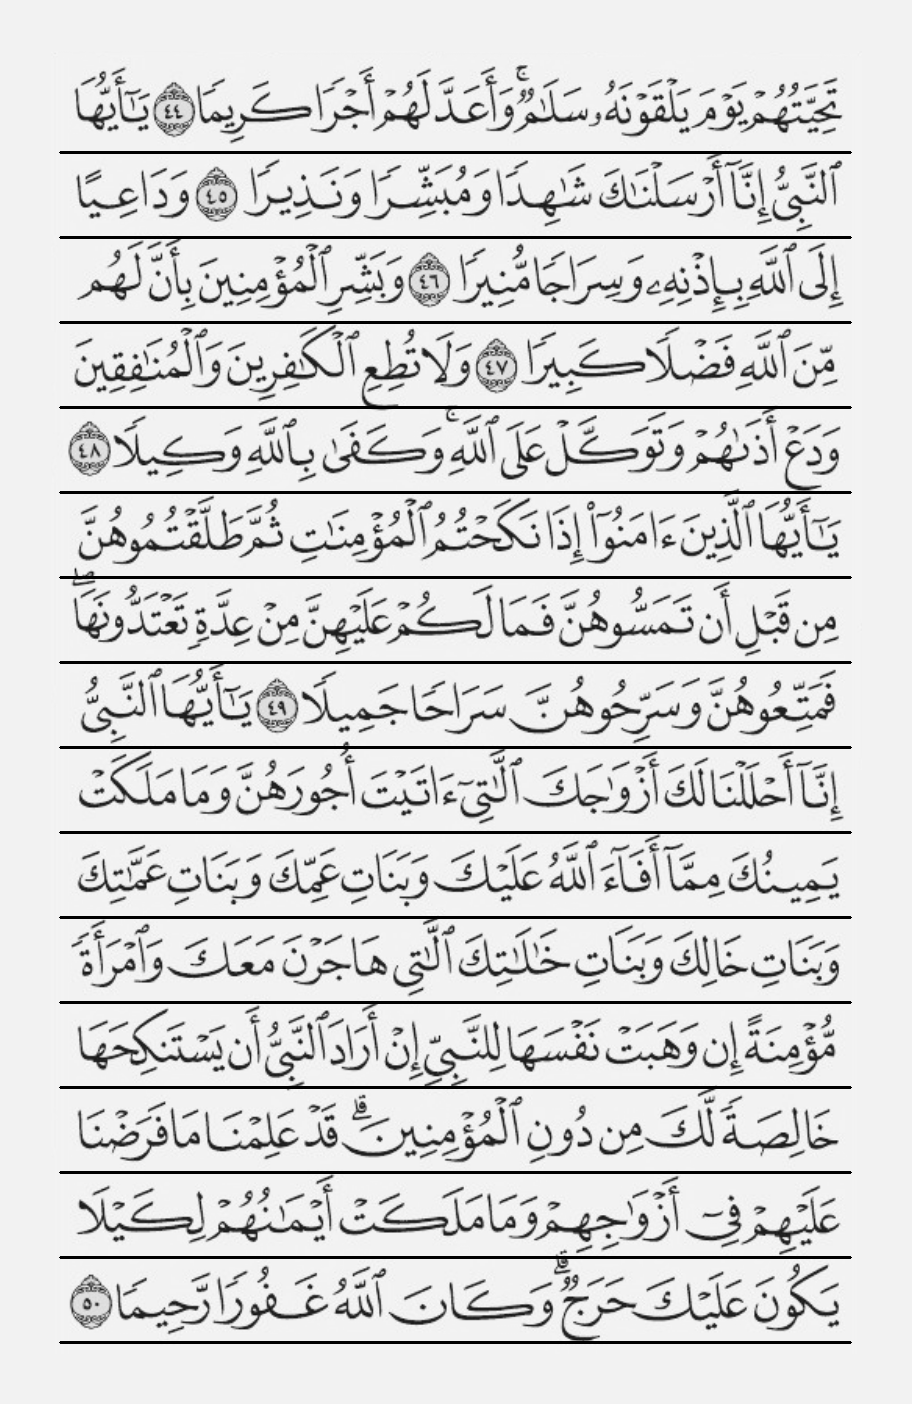 تَحِيَّتُهُمْ يَوْمَ يَلْقَوْنَهُۥ سَلَـٰمٌ ۚ وَأَعَدَّ لَهُمْ أَجْرًا كَرِيمًا ٤٤ يَـٰٓأَيُّهَا
ٱلنَّبِىُّ إِنَّآ أَرْسَلْنَـٰكَ شَـٰهِدًا وَمُبَشِّرًا وَنَذِيرًا ٤٥ وَدَاعِيًا
إِلَى ٱللَّهِ بِإِذْنِهِۦ وَسِرَاجًا مُّنِيرًا ٤٦ وَبَشِّرِ ٱلْمُؤْمِنِينَ بِأَنَّ لَهُم
مِّنَ ٱللَّهِ فَضْلًا كَبِيرًا ٤٧ وَلَا تُطِعِ ٱلْكَـٰفِرِينَ وَٱلْمُنَـٰفِقِينَ
وَدَعْ أَذَىٰهُمْ وَتَوَكَّلْ عَلَى ٱللَّهِ ۚ وَكَفَىٰ بِٱللَّهِ وَكِيلًا ٤٨
يَـٰٓأَيُّهَا ٱلَّذِينَ ءَامَنُوٓا۟ إِذَا نَكَحْتُمُ ٱلْمُؤْمِنَـٰتِ ثُمَّ طَلَّقْتُمُوهُنَّ
مِن قَبْلِ أَن تَمَسُّوهُنَّ فَمَا لَكُمْ عَلَيْهِنَّ مِنْ عِدَّةٍ تَعْتَدُّونَهَا ۖ
فَمَتِّعُوهُنَّ وَسَرِّحُوهُنَّ سَرَاحًا جَمِيلًا ٤٩ يَـٰٓأَيُّهَا ٱلنَّبِىُّ
إِنَّآ أَحْلَلْنَا لَكَ أَزْوَٰجَكَ ٱلَّـٰتِىٓ ءَاتَيْتَ أُجُورَهُنَّ وَمَا مَلَكَتْ
يَمِينُكَ مِمَّآ أَفَآءَ ٱللَّهُ عَلَيْكَ وَبَنَاتِ عَمِّكَ وَبَنَاتِ عَمَّـٰتِكَ
وَبَنَاتِ خَالِكَ وَبَنَاتِ خَـٰلَـٰتِكَ ٱلَّـٰتِى هَاجَرْنَ مَعَكَ وَٱمْرَأَةً
مُّؤْمِنَةً إِن وَهَبَتْ نَفْسَهَا لِلنَّبِىِّ إِنْ أَرَادَ ٱلنَّبِىُّ أَن يَسْتَنكِحَهَا
خَالِصَةً لَّكَ مِن دُونِ ٱلْمُؤْمِنِينَ ۗ قَدْ عَلِمْنَا مَا فَرَضْنَا
عَلَيْهِمْ فِىٓ أَزْوَٰجِهِمْ وَمَا مَلَكَتْ أَيْمَـٰنُهُمْ لِكَيْلَا
يَكُونَ عَلَيْكَ حَرَجٌ ۗ وَكَانَ ٱللَّهُ غَفُورًا رَّحِيمًا ٥٠